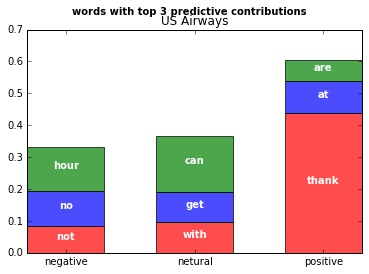 words with top 3 predictive contributions
US Airways
0.7
0.6
0.5
0.4
0.3
0.2
0.1
0.0
hour
no
not
can
get
with
are
at
thank
negative
netural
positive